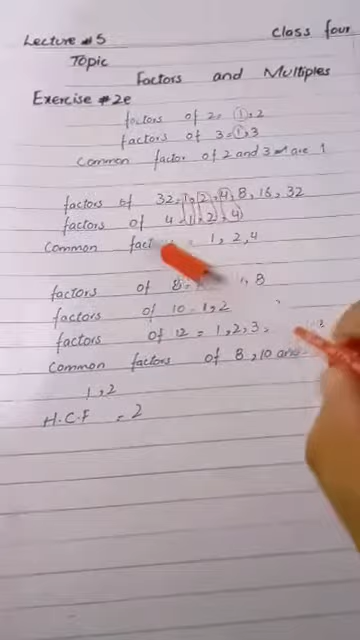 Lecture #5 Class four
Topic
Factors and Multiples
Exercise #2e
factors of 2 = 1, 2
factors of 3 = 1, 3
Common factor of 2 and 3 are 1
factors of 32 = 1, 2, 4, 8, 16, 32
factors of 4 = 1, 2, 4
Common = 1, 2, 4
factors of 8 , 8
factors of 10 = 1, 2
factors of 12 = 1, 2, 3,
Common factors of 8, 10 and
1, 2
H.C.F = 2